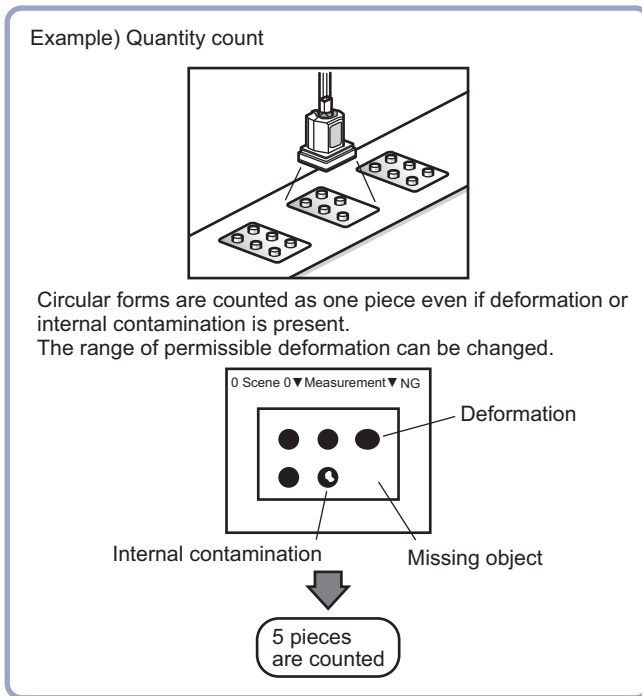 Example) Quantity count
Circular forms are counted as one piece even if deformation or
internal contamination is present.
The range of permissible deformation can be changed.
0 Scene 0▼Measurement▼NG
Deformation
Internal contamination
Missing object
5 pieces
are counted